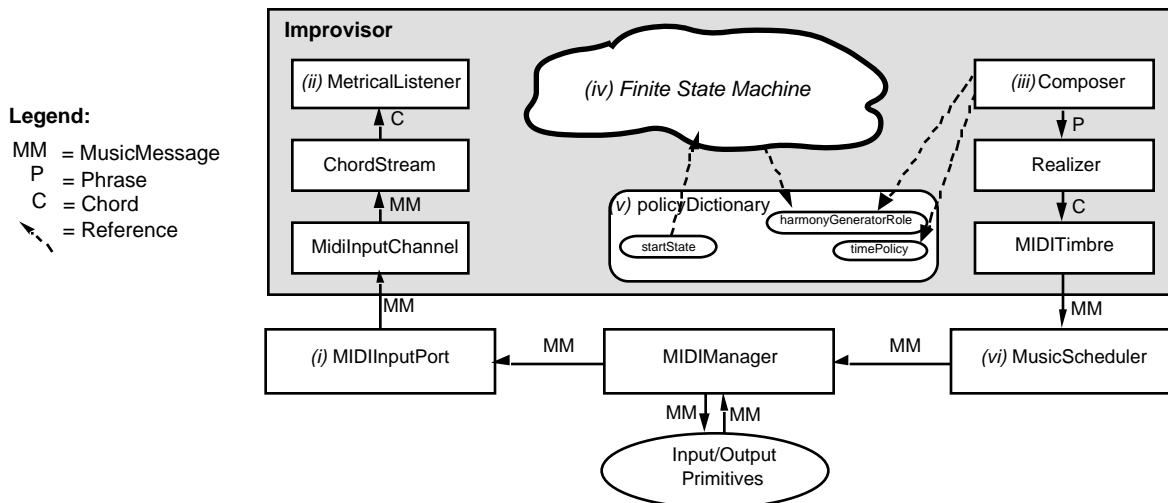 Improvisor
(ii) MetricalListener
(iv) Finite State Machine
(iii) Composer
Legend:
MM = MusicMessage
P = Phrase
C = Chord
= Reference
C
P
ChordStream
Realizer
MM
C
(v) policyDictionary
harmonyGeneratorRole
startState
timePolicy
MidiInputChannel
MIDITimbre
MM
MM
(i) MIDIInputPort
MM
MIDIManager
MM
(vi) MusicScheduler
MM
MM
Input/Output
Primitives